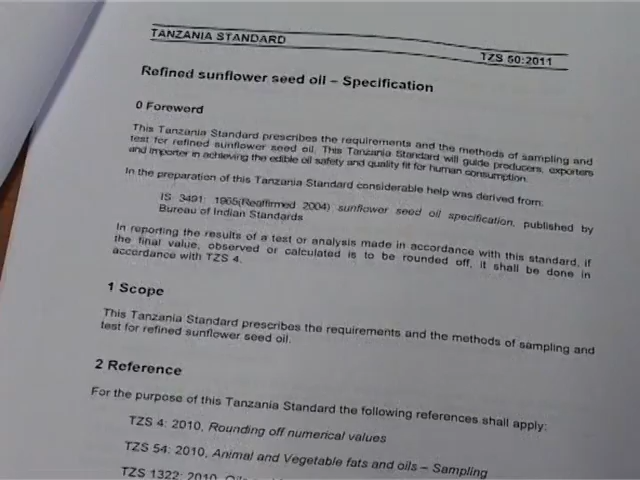 TANZANIA STANDARD
TZS 50:2011
Refined sunflower seed oil – Specification
0 Foreword
This Tanzania Standard prescribes the requirements and the methods of sampling and
test for refined sunflower seed oil. This Tanzania Standard will guide producers, exporters
and importer in achieving the edible oil safety and quality fit for human consumption.
In the preparation of this Tanzania Standard considerable help was derived from:
IS 3491: 1965(Reaffirmed 2004) sunflower seed oil specification, published by
Bureau of Indian Standards
In reporting the results of a test or analysis made in accordance with this standard, if
the final value, observed or calculated is to be rounded off, it shall be done in
accordance with TZS 4.
1 Scope
This Tanzania Standard prescribes the requirements and the methods of sampling and
test for refined sunflower seed oil.
2 Reference
For the purpose of this Tanzania Standard the following references shall apply:
TZS 4: 2010, Rounding off numerical values
TZS 54: 2010, Animal and Vegetable fats and oils – Sampling
TZS 1322: 2010,